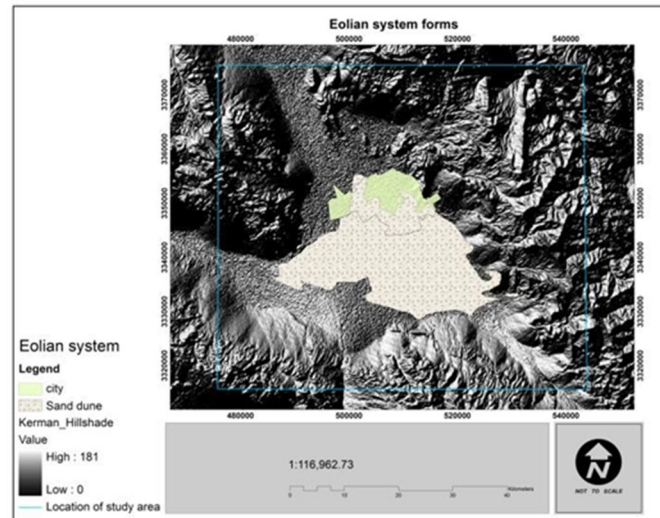 Eolian system forms
480000 500000 520000 540000
3370000
3360000
3350000
3340000
3330000
3320000
3370000
3360000
3350000
3340000
3330000
3320000
480000 500000 520000 540000
Eolian system
Legend
city
Sand dune
Kerman_Hillshade
Value
High : 181
Low : 0
Location of study area
1:116,962.73
Kilometers
0 5 10 20 30 40
N
NOT TO SCALE